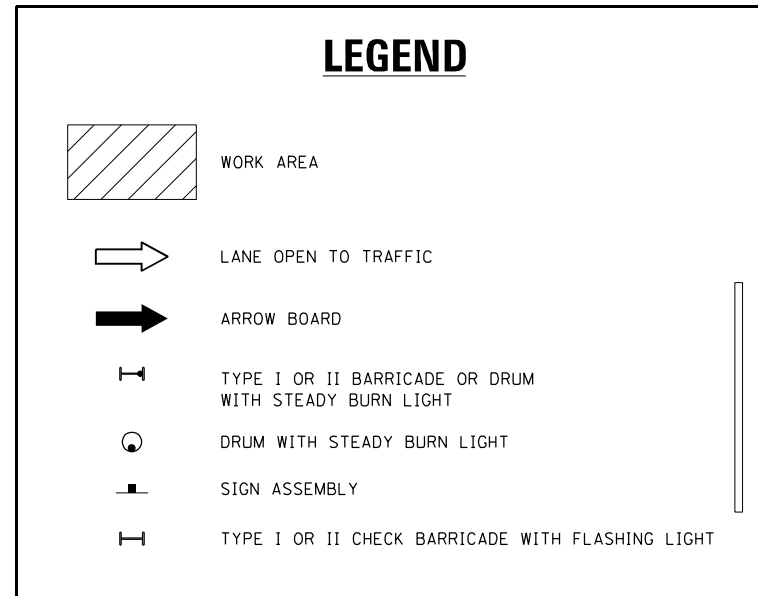 LEGEND
WORK AREA
LANE OPEN TO TRAFFIC
ARROW BOARD
TYPE I OR II BARRICADE OR DRUM
WITH STEADY BURN LIGHT
DRUM WITH STEADY BURN LIGHT
SIGN ASSEMBLY
TYPE I OR II CHECK BARRICADE WITH FLASHING LIGHT